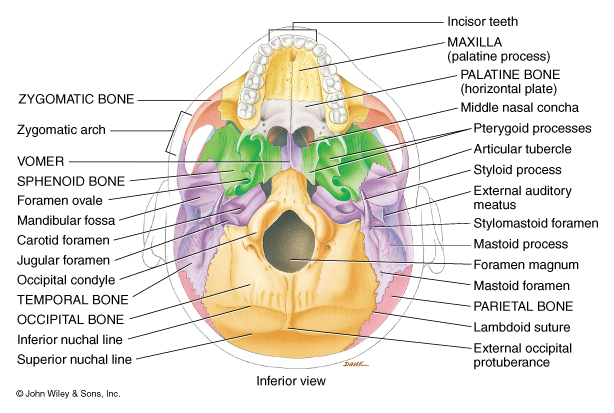 Incisor teeth
MAXILLA
(palatine process)
PALATINE BONE
(horizontal plate)
Middle nasal concha
Pterygoid processes
Articular tubercle
Styloid process
External auditory
meatus
Stylomastoid foramen
Mastoid process
Foramen magnum
Mastoid foramen
PARIETAL BONE
Lambdoid suture
External occipital
protuberance
ZYGOMATIC BONE
Zygomatic arch
VOMER
SPHENOID BONE
Foramen ovale
Mandibular fossa
Carotid foramen
Jugular foramen
Occipital condyle
TEMPORAL BONE
OCCIPITAL BONE
Inferior nuchal line
Superior nuchal line
Inferior view
© John Wiley & Sons, Inc.